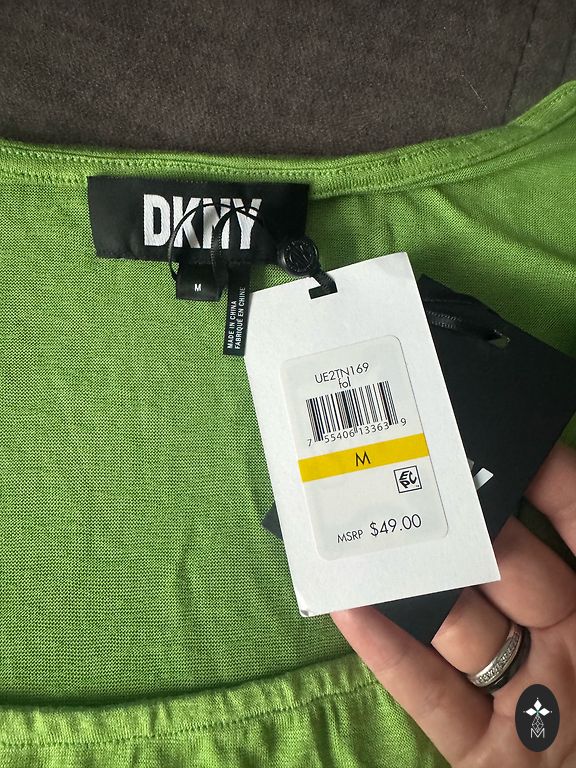 DKNY
M
MADE IN CHINA
FABRIQUÉ EN CHINE
UE2TN169
fol
7 55406 13363 9
M
MSRP $49.00